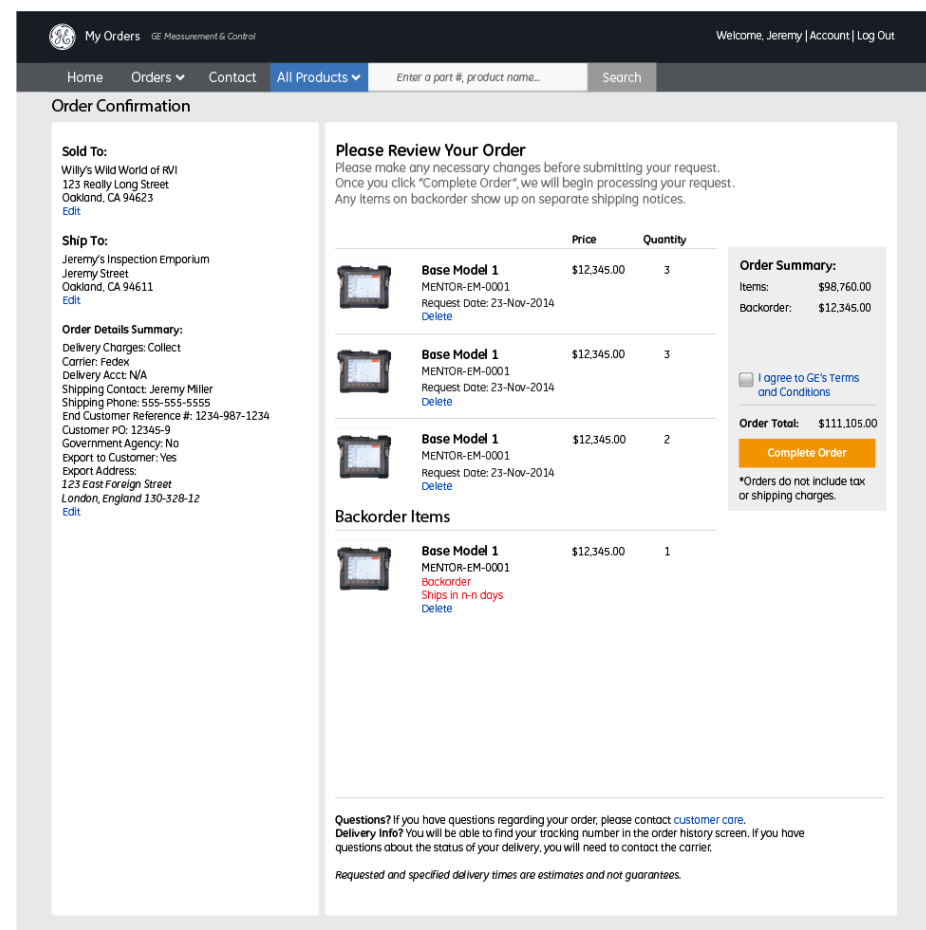 My Orders GE Measurement & Control
Welcome, Jeremy | Account | Log Out
Home Orders Contact All Products Enter a part #, product name... Search
Order Confirmation
Sold To:
Willy's Wild World of RVI
123 Really Long Street
Oakland, CA 94623
Edit
Ship To:
Jeremy's Inspection Emporium
Jeremy Street
Oakland, CA 94611
Edit
Order Details Summary:
Delivery Charges: Collect
Carrier: Fedex
Delivery Acct: N/A
Shipping Contact: Jeremy Miller
Shipping Phone: 555-555-5555
End Customer Reference #: 1234-987-1234
Customer PO: 12345-9
Government Agency: No
Export to Customer: Yes
Export Address:
123 East Foreign Street
London, England 130-328-12
Edit
Please Review Your Order
Please make any necessary changes before submitting your request.
Once you click "Complete Order", we will begin processing your request.
Any items on backorder show up on separate shipping notices.
Price Quantity
Base Model 1 $12,345.00 3
MENTOR-EM-0001
Request Date: 23-Nov-2014
Delete
Base Model 1 $12,345.00 3
MENTOR-EM-0001
Request Date: 23-Nov-2014
Delete
Base Model 1 $12,345.00 2
MENTOR-EM-0001
Request Date: 23-Nov-2014
Delete
Backorder Items
Base Model 1 $12,345.00 1
MENTOR-EM-0001
Backorder
Ships in n-n days
Delete
Order Summary:
Items: $98,760.00
Backorder: $12,345.00
I agree to GE's Terms
and Conditions
Order Total: $111,105.00
Complete Order
*Orders do not include tax
or shipping charges.
Questions? If you have questions regarding your order, please contact customer care.
Delivery Info? You will be able to find your tracking number in the order history screen. If you have
questions about the status of your delivery, you will need to contact the carrier.
Requested and specified delivery times are estimates and not guarantees.